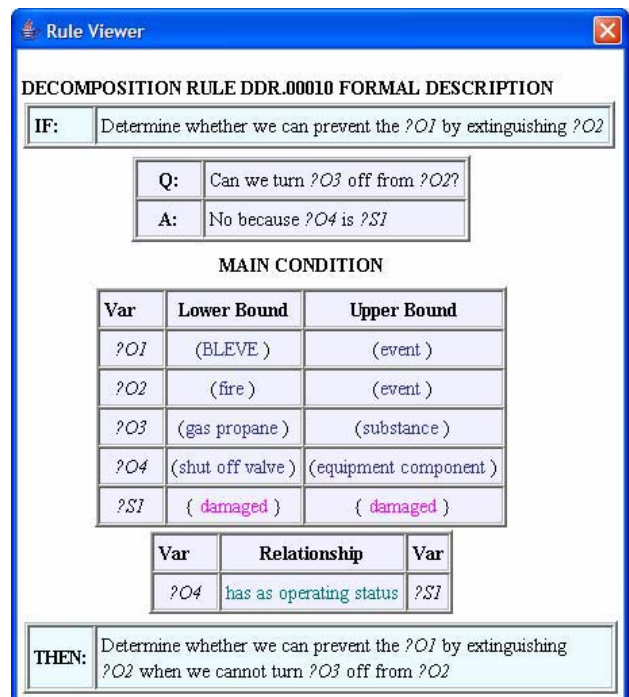 Rule Viewer
DECOMPOSITION RULE DDR.00010 FORMAL DESCRIPTION
IF: Determine whether we can prevent the ?O1 by extinguishing ?O2
Q: Can we turn ?O3 off from ?O2?
A: No because ?O4 is ?S1
MAIN CONDITION
Var Lower Bound Upper Bound
?O1 (BLEVE ) (event )
?O2 (fire ) (event )
?O3 (gas propane ) (substance )
?O4 (shut off valve ) (equipment component )
?S1 { damaged } { damaged }
Var Relationship Var
?O4 has as operating status ?S1
THEN: Determine whether we can prevent the ?O1 by extinguishing
?O2 when we cannot turn ?O3 off from ?O2